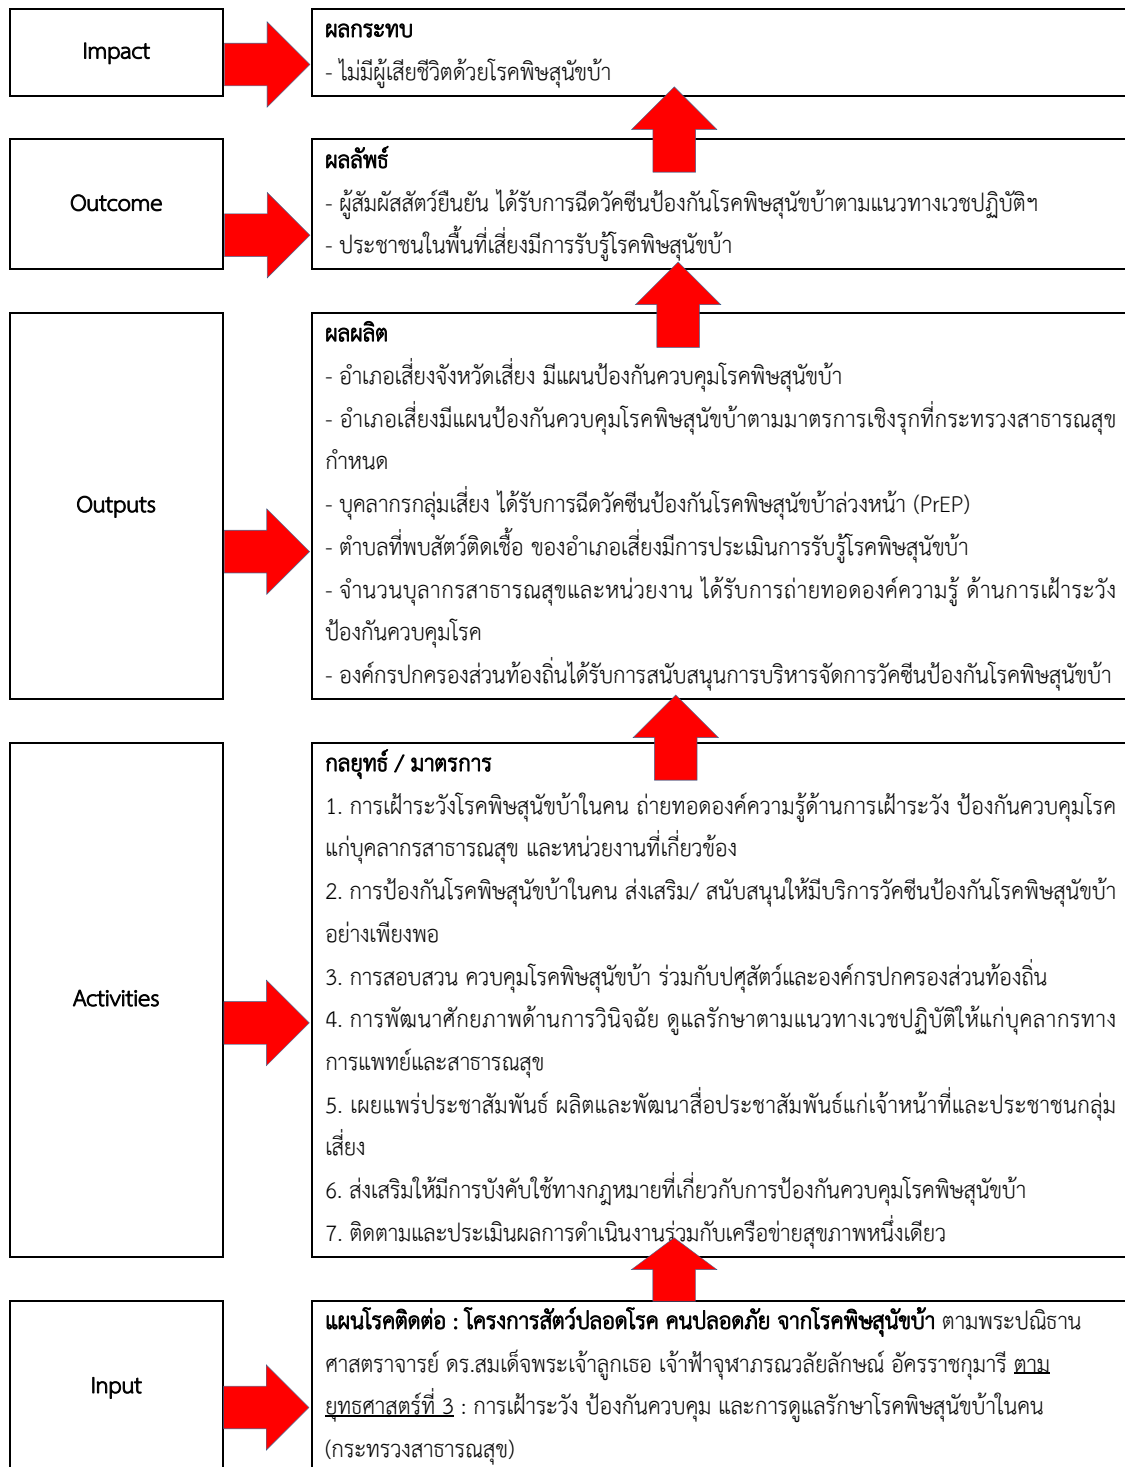 Impact
ผลกระทบ
- ไม่มีผู้เสียชีวิตด้วยโรคพิษสุนัขบ้า
Outcome
ผลลัพธ์
- ผู้สัมผัสสัตว์ยืนยัน ได้รับการฉีดวัคซีนป้องกันโรคพิษสุนัขบ้าตามแนวทางเวชปฏิบัติฯ
- ประชาชนในพื้นที่เสี่ยงมีการรับรู้โรคพิษสุนัขบ้า
Outputs
ผลผลิต
- อำเภอเสี่ยงจังหวัดเสี่ยง มีแผนป้องกันควบคุมโรคพิษสุนัขบ้า
- อำเภอเสี่ยงมีแผนป้องกันควบคุมโรคพิษสุนัขบ้าตามมาตรการเชิงรุกที่กระทรวงสาธารณสุข
กำหนด
- บุคลากรกลุ่มเสี่ยง ได้รับการฉีดวัคซีนป้องกันโรคพิษสุนัขบ้าล่วงหน้า (PrEP)
- ตำบลที่พบสัตว์ติดเชื้อ ของอำเภอเสี่ยงมีการประเมินการรับรู้โรคพิษสุนัขบ้า
- จำนวนบุลากรสาธารณสุขและหน่วยงาน ได้รับการถ่ายทอดองค์ความรู้ ด้านการเฝ้าระวัง
ป้องกันควบคุมโรค
- องค์กรปกครองส่วนท้องถิ่นได้รับการสนับสนุนการบริหารจัดการวัคซีนป้องกันโรคพิษสุนัขบ้า
Activities
กลยุทธ์ / มาตรการ
1. การเฝ้าระวังโรคพิษสุนัขบ้าในคน ถ่ายทอดองค์ความรู้ด้านการเฝ้าระวัง ป้องกันควบคุมโรค
แก่บุคลากรสาธารณสุข และหน่วยงานที่เกี่ยวข้อง
2. การป้องกันโรคพิษสุนัขบ้าในคน ส่งเสริม/ สนับสนุนให้มีบริการวัคซีนป้องกันโรคพิษสุนัขบ้า
อย่างเพียงพอ
3. การสอบสวน ควบคุมโรคพิษสุนัขบ้า ร่วมกับปศุสัตว์และองค์กรปกครองส่วนท้องถิ่น
4. การพัฒนาศักยภาพด้านการวินิจฉัย ดูแลรักษาตามแนวทางเวชปฏิบัติให้แก่บุคลากรทาง
การแพทย์และสาธารณสุข
5. เผยแพร่ประชาสัมพันธ์ ผลิตและพัฒนาสื่อประชาสัมพันธ์แก่เจ้าหน้าที่และประชาชนกลุ่ม
เสี่ยง
6. ส่งเสริมให้มีการบังคับใช้ทางกฎหมายที่เกี่ยวกับการป้องกันควบคุมโรคพิษสุนัขบ้า
7. ติดตามและประเมินผลการดำเนินงานร่วมกับเครือข่ายสุขภาพหนึ่งเดียว
Input
แผนโรคติดต่อ : โครงการสัตว์ปลอดโรค คนปลอดภัย จากโรคพิษสุนัขบ้า ตามพระปณิธาน
ศาสตราจารย์ ดร.สมเด็จพระเจ้าลูกเธอ เจ้าฟ้าจุฬาภรณวลัยลักษณ์ อัครราชกุมารี ตาม
ยุทธศาสตร์ที่ 3 : การเฝ้าระวัง ป้องกันควบคุม และการดูแลรักษาโรคพิษสุนัขบ้าในคน
(กระทรวงสาธารณสุข)